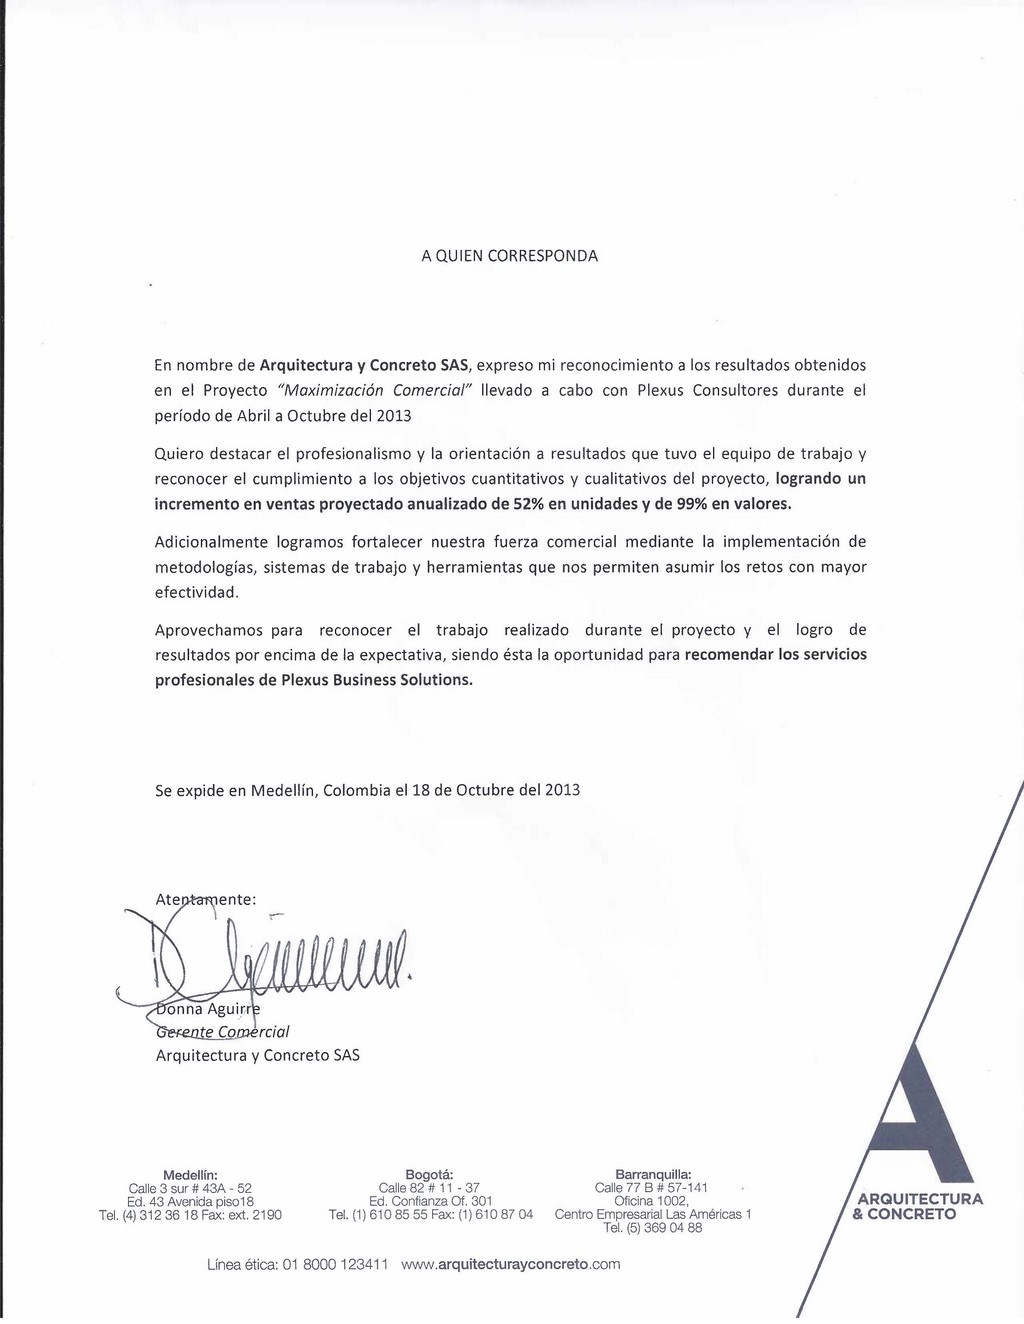 A QUIEN CORRESPONDA
En nombre de Arquitectura y Concreto SAS, expreso mi reconocimiento a los resultados obtenidos
en el Proyecto "Maximización Comercial" llevado a cabo con Plexus Consultores durante el
período de Abril a Octubre del 2013
Quiero destacar el profesionalismo y la orientación a resultados que tuvo el equipo de trabajo y
reconocer el cumplimiento a los objetivos cuantitativos y cualitativos del proyecto, logrando un
incremento en ventas proyectado anualizado de 52% en unidades y de 99% en valores.
Adicionalmente logramos fortalecer nuestra fuerza comercial mediante la implementación de
metodologías, sistemas de trabajo y herramientas que nos permiten asumir los retos con mayor
efectividad.
Aprovechamos para reconocer el trabajo realizado durante el proyecto y el logro de
resultados por encima de la expectativa, siendo ésta la oportunidad para recomendar los servicios
profesionales de Plexus Business Solutions.
Se expide en Medellín, Colombia el 18 de Octubre del 2013
Atentamente:
Donna Aguirre
Gerente Comercial
Arquitectura y Concreto SAS
Medellín:
Calle 3 sur # 43A - 52
Ed. 43 Avenida piso18
Tel. (4) 312 36 18 Fax: ext. 2190
Bogotá:
Calle 82 # 11 - 37
Ed. Confianza Of. 301
Tel. (1) 610 85 55 Fax: (1) 610 87 04
Barranquilla:
Calle 77 B # 57-141
Oficina 1002,
Centro Empresarial Las Américas 1
Tel. (5) 369 04 88
ARQUITECTURA
& CONCRETO
Línea ética: 01 8000 123411 www.arquitecturayconcreto.com